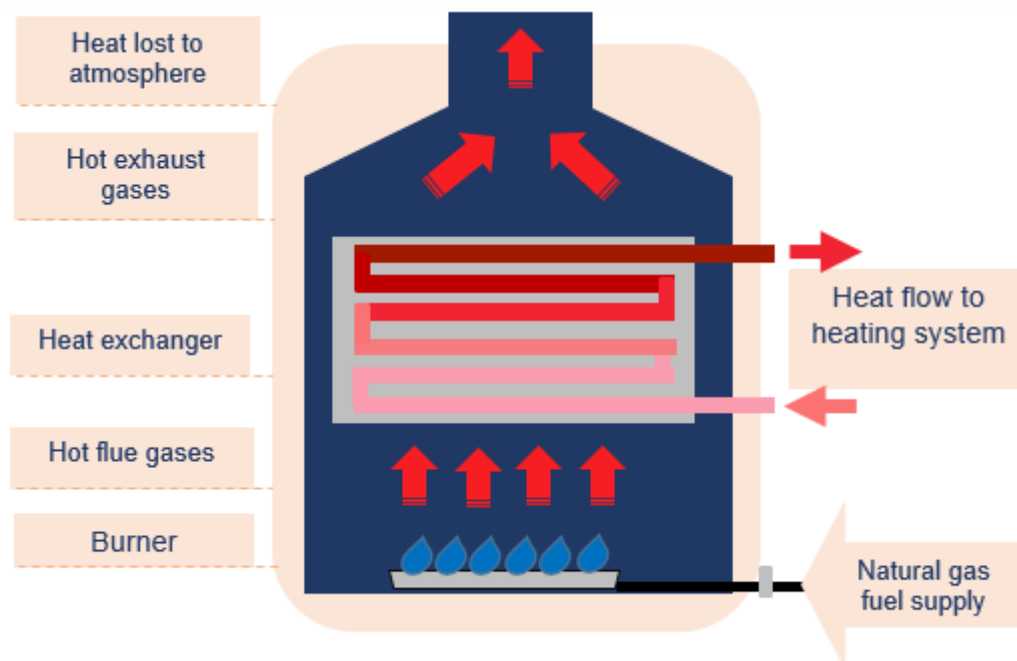 Heat lost to
atmosphere
Hot exhaust
gases
Heat exchanger
Hot flue gases
Burner
Heat flow to
heating system
Natural gas
fuel supply